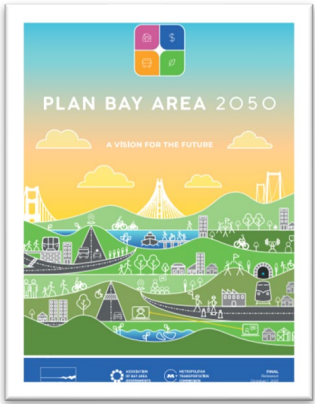 $
PLAN BAY AREA 2050
A VISION FOR THE FUTURE
ASSOCIATION
OF BAY AREA
GOVERNMENTS
METROPOLITAN
TRANSPORTATION
COMMISSION
FINAL